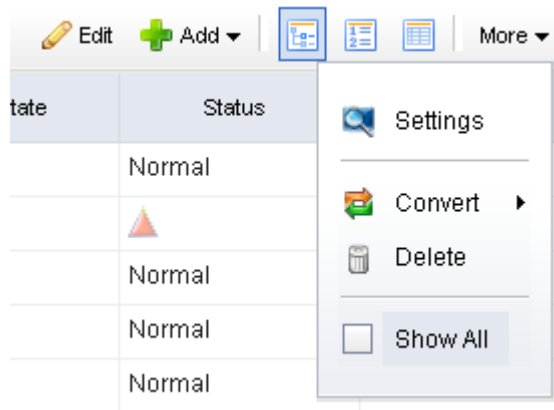 Edit Add More
tate Status
Settings
Normal
Convert
Delete
Normal
Normal
Show All
Normal